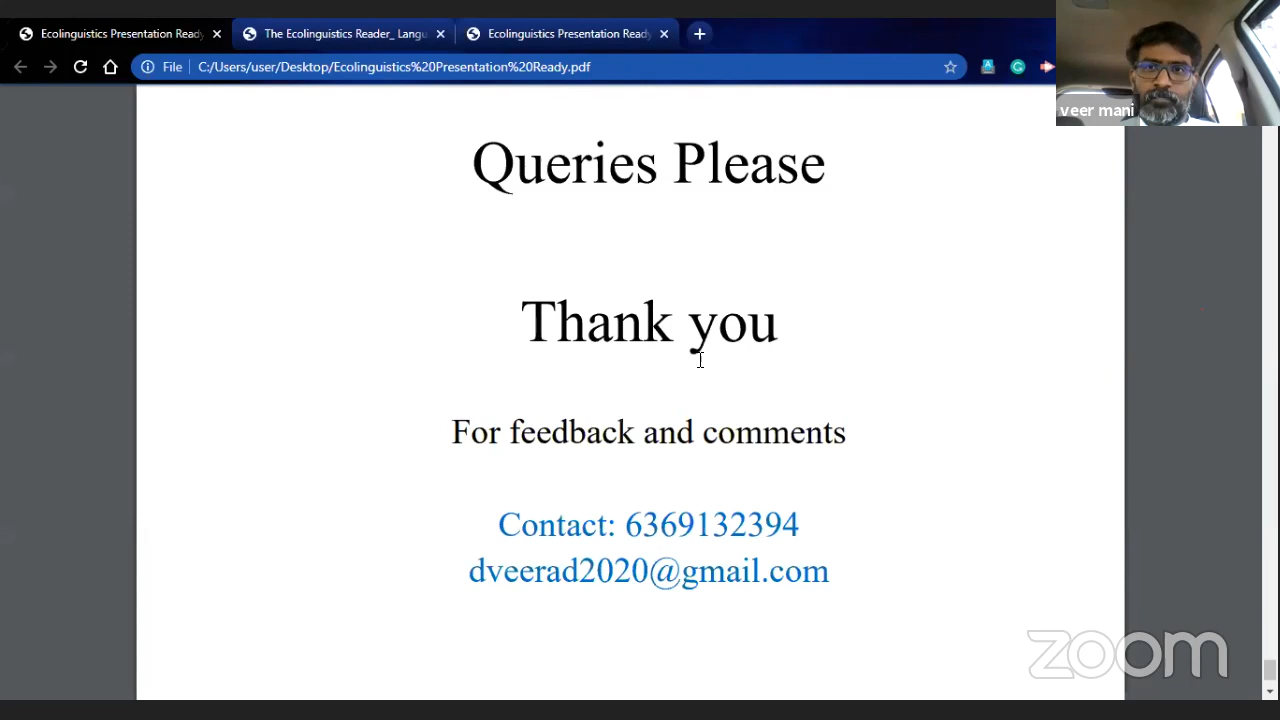 Ecolinguistics Presentation Ready
The Ecolinguistics Reader_ Langu
Ecolinguistics Presentation Ready
File
C:/Users/user/Desktop/Ecolinguistics%20Presentation%20Ready.pdf
veer mani
Queries Please
Thank you
For feedback and comments
Contact: 6369132394
dveerad2020@gmail.com
zoom